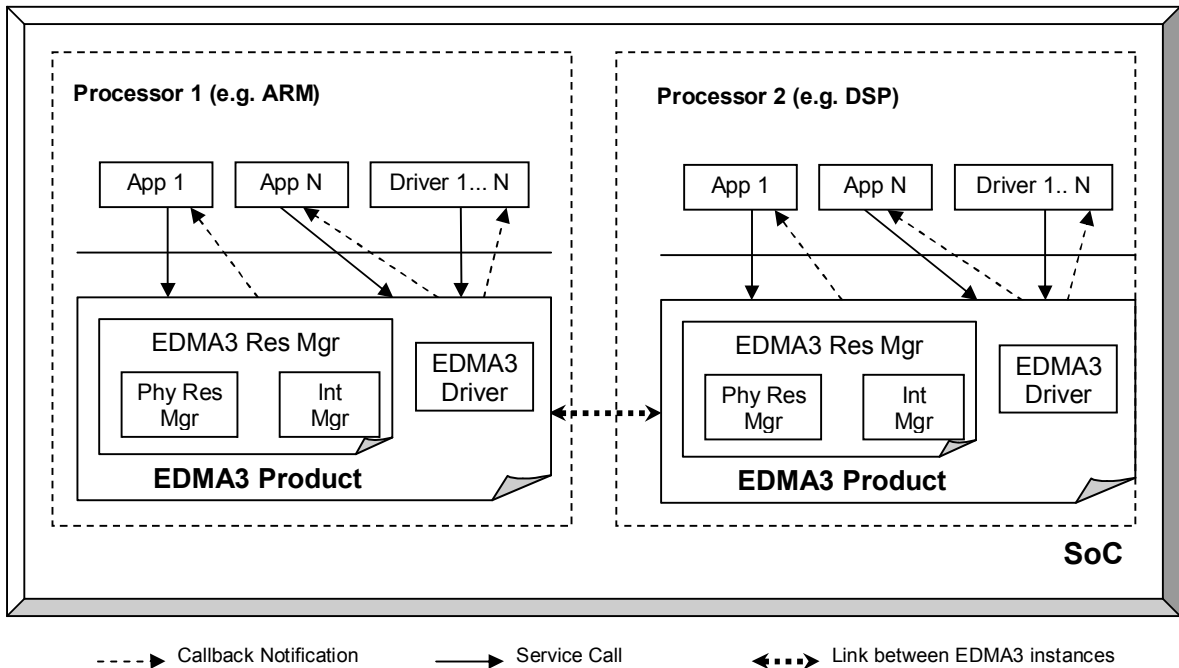 Processor 1 (e.g. ARM)
App 1
App N
Driver 1... N
EDMA3 Res Mgr
Phy Res
Mgr
Int
Mgr
EDMA3
Driver
EDMA3 Product
Processor 2 (e.g. DSP)
App 1
App N
Driver 1.. N
EDMA3 Res Mgr
Phy Res
Mgr
Int
Mgr
EDMA3
Driver
EDMA3 Product
SoC
Callback Notification
Service Call
Link between EDMA3 instances